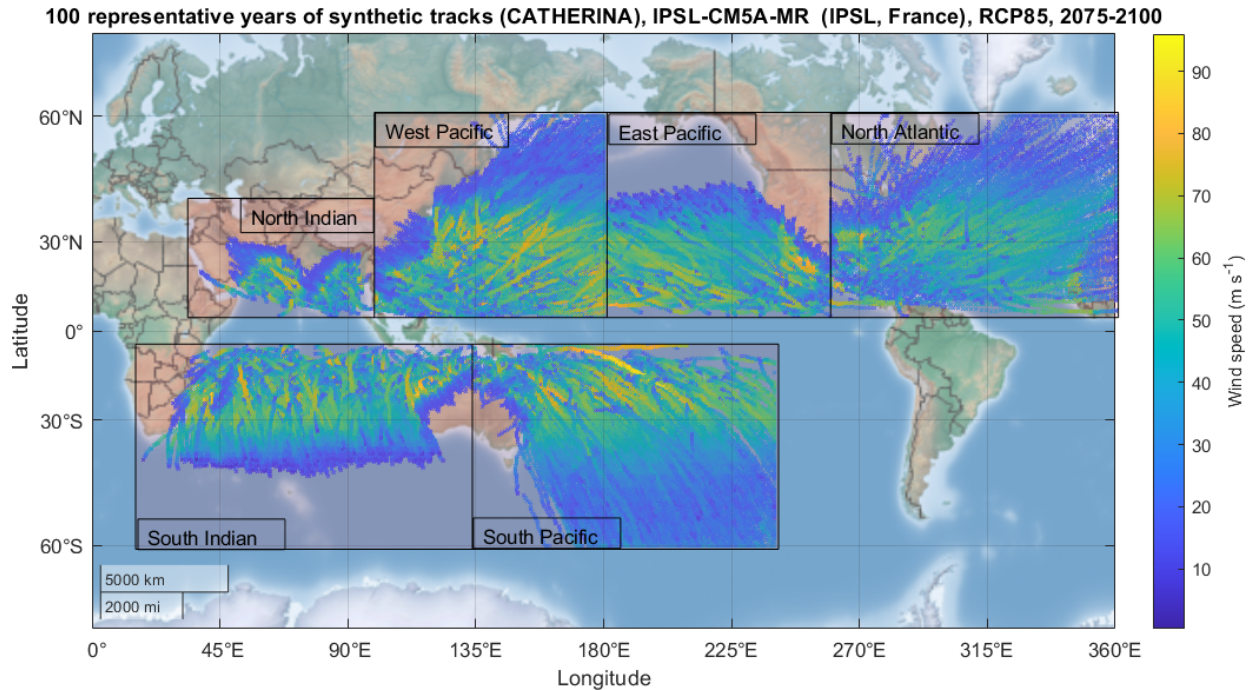 100 representative years of synthetic tracks (CATHERINA), IPSL-CM5A-MR (IPSL, France), RCP85, 2075-2100
60°N
30°N
0°
30°S
60°S
Latitude
West Pacific
East Pacific
North Atlantic
North Indian
South Indian
South Pacific
5000 km
2000 mi
0°
45°E
90°E
135°E
180°E
225°E
270°E
315°E
360°E
Longitude
90
80
70
60
50
40
30
20
10
Wind speed (m s⁻¹)